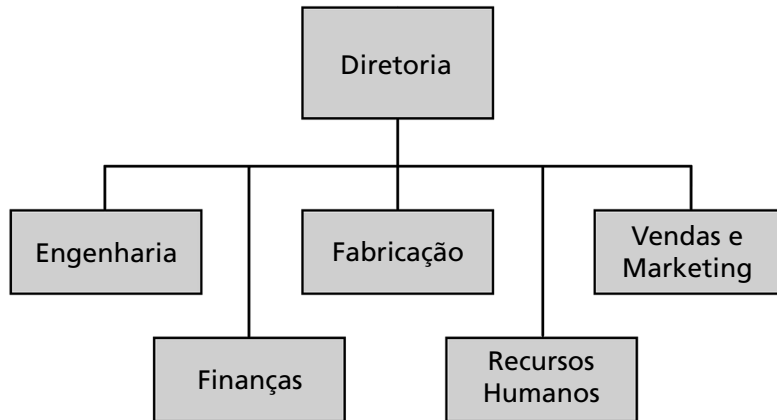 Diretoria
Engenharia
Fabricação
Vendas e
Marketing
Finanças
Recursos
Humanos